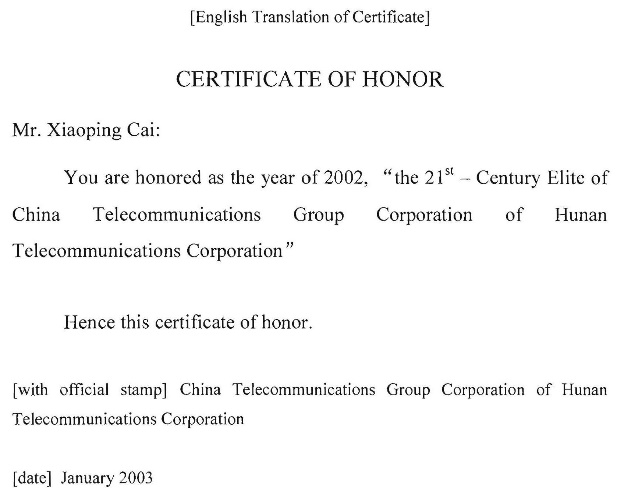 [English Translation of Certificate]
CERTIFICATE OF HONOR
Mr. Xiaoping Cai:
You are honored as the year of 2002, “the 21st – Century Elite of
China Telecommunications Group Corporation of Hunan
Telecommunications Corporation”
Hence this certificate of honor.
[with official stamp] China Telecommunications Group Corporation of Hunan
Telecommunications Corporation
[date] January 2003